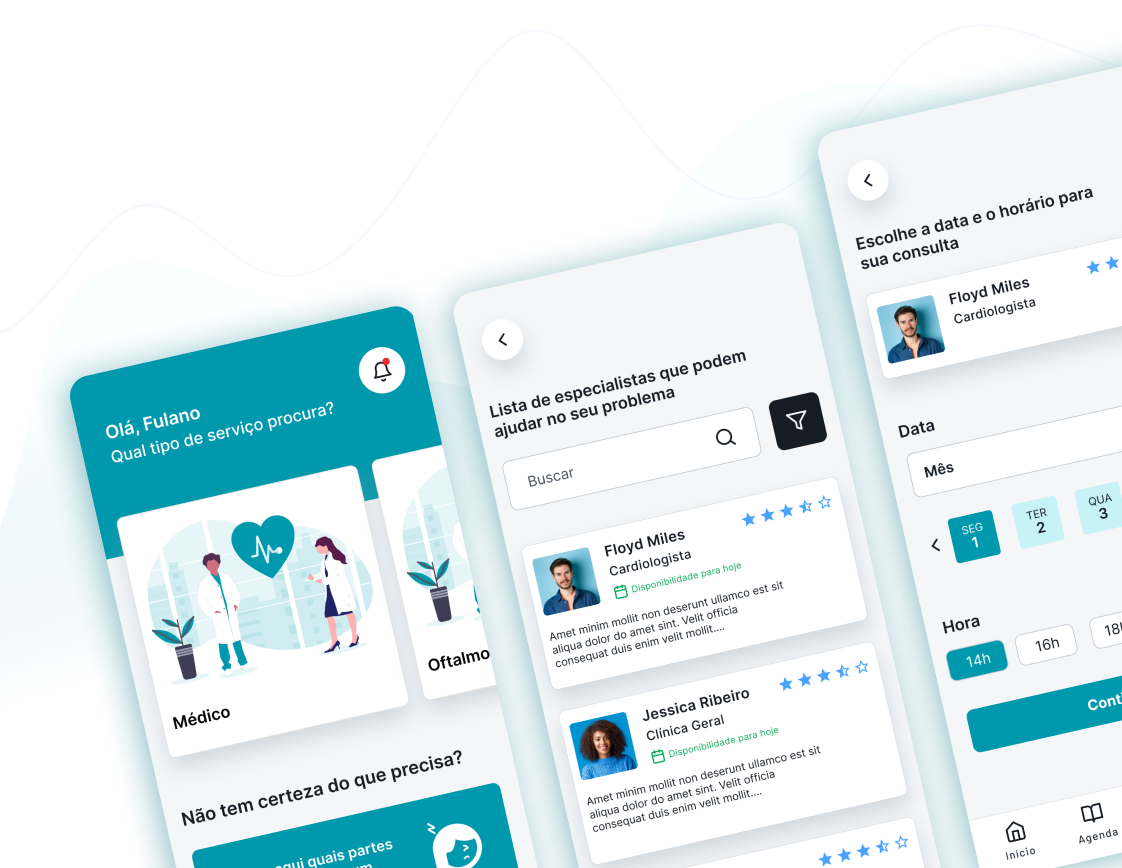 Olá, Fulano
Qual tipo de serviço procura?
Médico
Oftalmo
Não tem certeza do que precisa?
quais partes
Lista de especialistas que podem
ajudar no seu problema
Buscar
Floyd Miles
Cardiologista
Disponibilidade para hoje
Amet minim mollit non deserunt ullamco est sit
aliqua dolor do amet sint. Velit officia
consequat duis enim velit mollit....
Jessica Ribeiro
Clínica Geral
Disponibilidade para hoje
Amet minim mollit non deserunt ullamco est sit
aliqua dolor do amet sint. Velit officia
consequat duis enim velit mollit....
Escolhe a data e o horário para
sua consulta
Floyd Miles
Cardiologista
Data
Mês
SEG
1
TER
2
QUA
3
Hora
14h
16h
18h
Conti
Inicio
Agenda